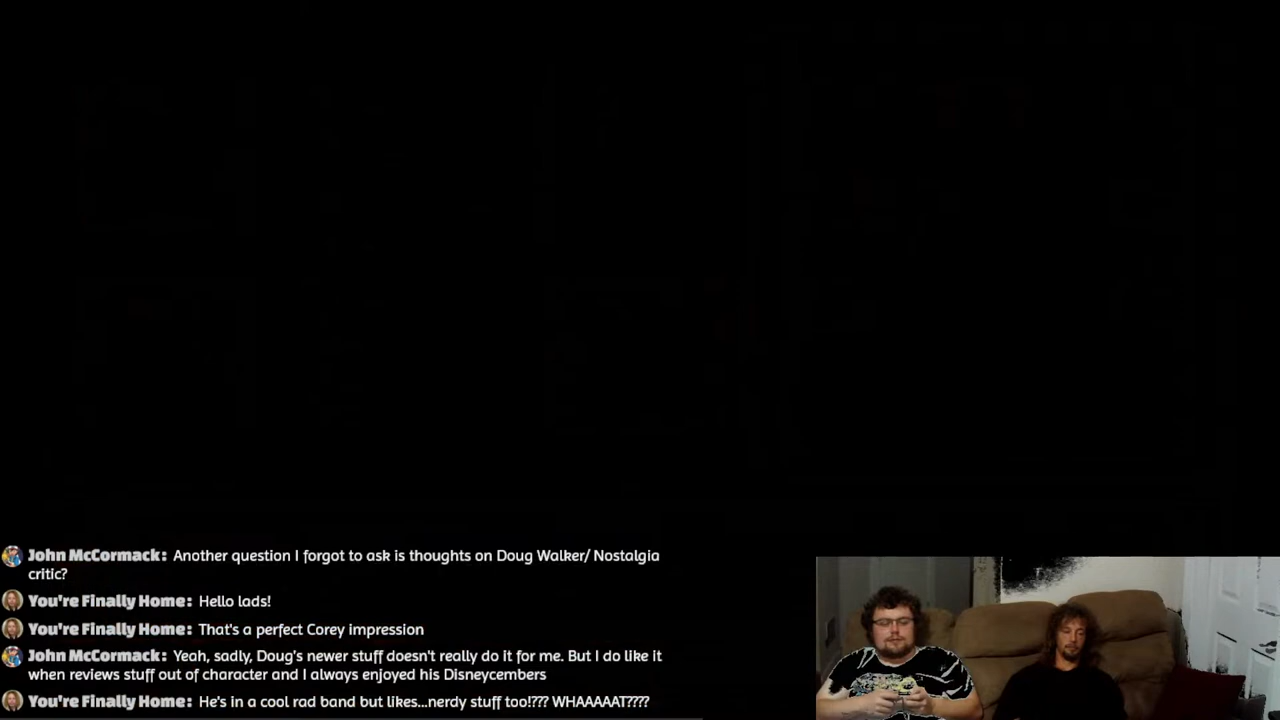 John McCormack: Another question I forgot to ask is thoughts on Doug Walker/ Nostalgia
critic?
You're Finally Home: Hello lads!
You're Finally Home: That's a perfect Corey impression
John McCormack: Yeah, sadly, Doug's newer stuff doesn't really do it for me. But I do like it
when reviews stuff out of character and I always enjoyed his Disneycembers
You're Finally Home: He's in a cool rad band but likes...nerdy stuff too!??? WHAAAAAT????